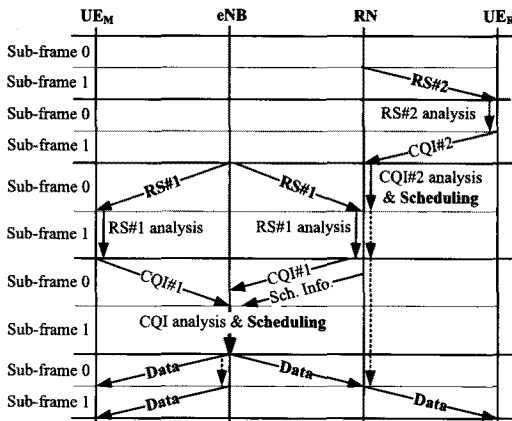 UE_M eNB RN UE_R
Sub-frame 0
Sub-frame 1
RS#2
Sub-frame 0
RS#2 analysis
Sub-frame 1
CQI#2
Sub-frame 0
RS#1
RS#1
CQI#2 analysis
& Scheduling
Sub-frame 1
RS#1 analysis
RS#1 analysis
Sub-frame 0
CQI#1
CQI#1
Sch. Info.
Sub-frame 1
CQI analysis & Scheduling
Sub-frame 0
Data
Data
Sub-frame 1
Data
Data